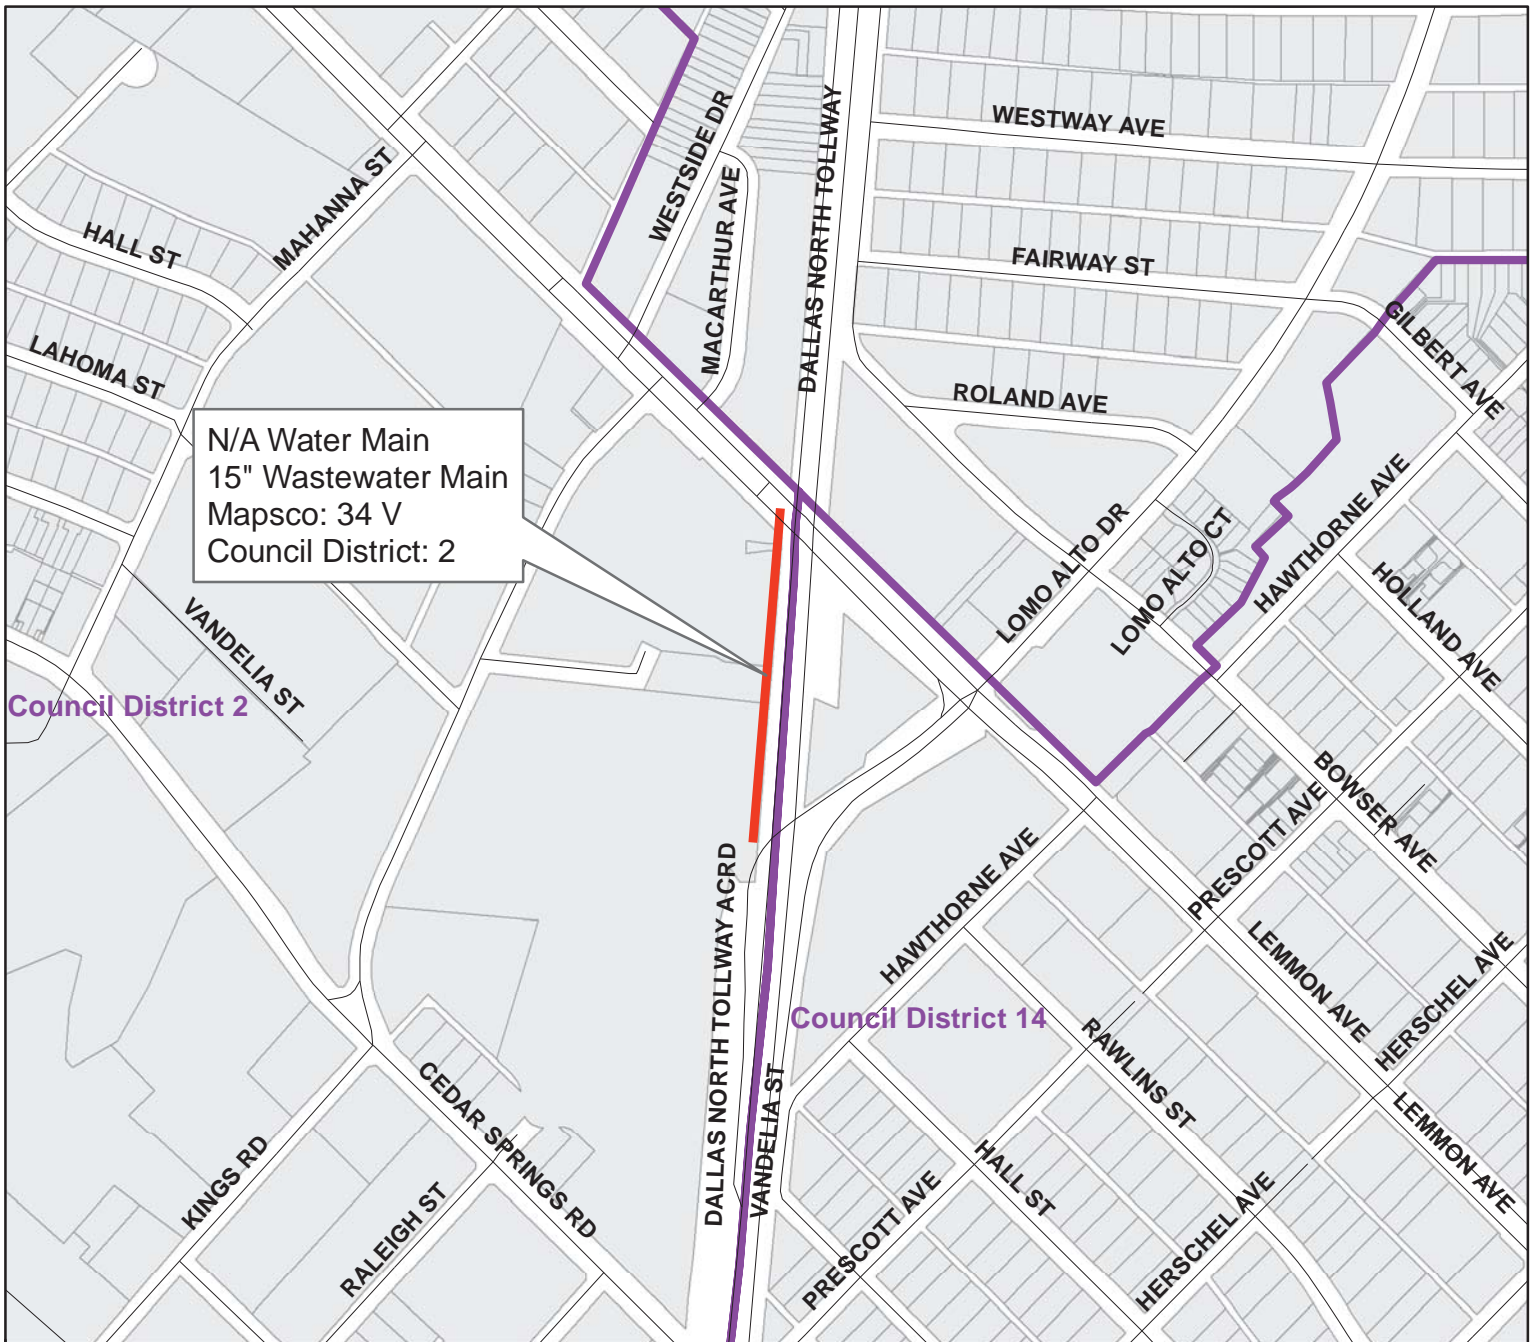 WESTSIDE DR
DALLAS NORTH TOLLWAY
WESTWAY AVE
MAHANNA ST
MACARTHUR AVE
HALL ST
FAIRWAY ST
GILBERT AVE
LAHOMA ST
ROLAND AVE
N/A Water Main
15" Wastewater Main
Mapsco: 34 V
Council District: 2
HAWTHORNE AVE
LOMO ALTO DR
LOMO ALTO CT
HOLLAND AVE
VANDELIA ST
Council District 2
BOWSER AVE
PRESCOTT AVE
HAWTHORNE AVE
DALLAS NORTH TOLLWAY ACRD
LEMMON AVE
HERSCHEL AVE
Council District 14
RAWLINS ST
CEDAR SPRINGS RD
VANDELIA ST
LEMMON AVE
KINGS RD
RALEIGH ST
HALL ST
PRESCOTT AVE
HERSCHEL AVE